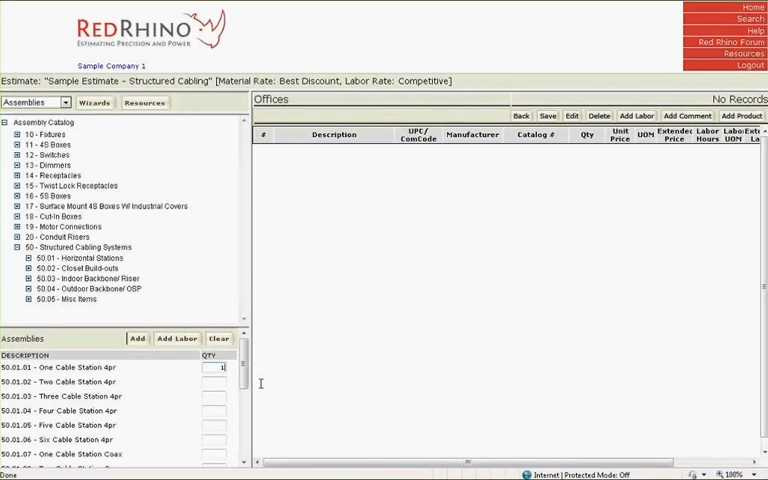 REDRHINO
ESTIMATING PRECISION AND POWER
Sample Company 1
Home
Search
Help
Red Rhino Forum
Resources
Logout
Estimate: "Sample Estimate - Structured Cabling" [Material Rate: Best Discount, Labor Rate: Competitive]
Assemblies Wizards Resources
Offices No Records
Back Save Edit Delete Add Labor Add Comment Add Product
# Description UPC/ ComCode Manufacturer Catalog # Qty Unit Price UOM Extended Price Labor Hours Labor UOM
Assembly Catalog
10 - Fixtures
11 - 4S Boxes
12 - Switches
13 - Dimmers
14 - Receptacles
15 - Twist Lock Receptacles
16 - 5S Boxes
17 - Surface Mount 4S Boxes W/ Industrial Covers
18 - Cut-In Boxes
19 - Motor Connections
20 - Conduit Risers
50 - Structured Cabling Systems
50.01 - Horizontal Stations
50.02 - Closet Build-outs
50.03 - Indoor Backbone/ Riser
50.04 - Outdoor Backbone/ OSP
50.05 - Misc Items
Assemblies Add Add Labor Clear
DESCRIPTION QTY
50.01.01 - One Cable Station 4pr 1
50.01.02 - Two Cable Station 4pr
50.01.03 - Three Cable Station 4pr
50.01.04 - Four Cable Station 4pr
50.01.05 - Five Cable Station 4pr
50.01.06 - Six Cable Station 4pr
50.01.07 - One Cable Station Coax
Done Internet | Protected Mode: Off 100%